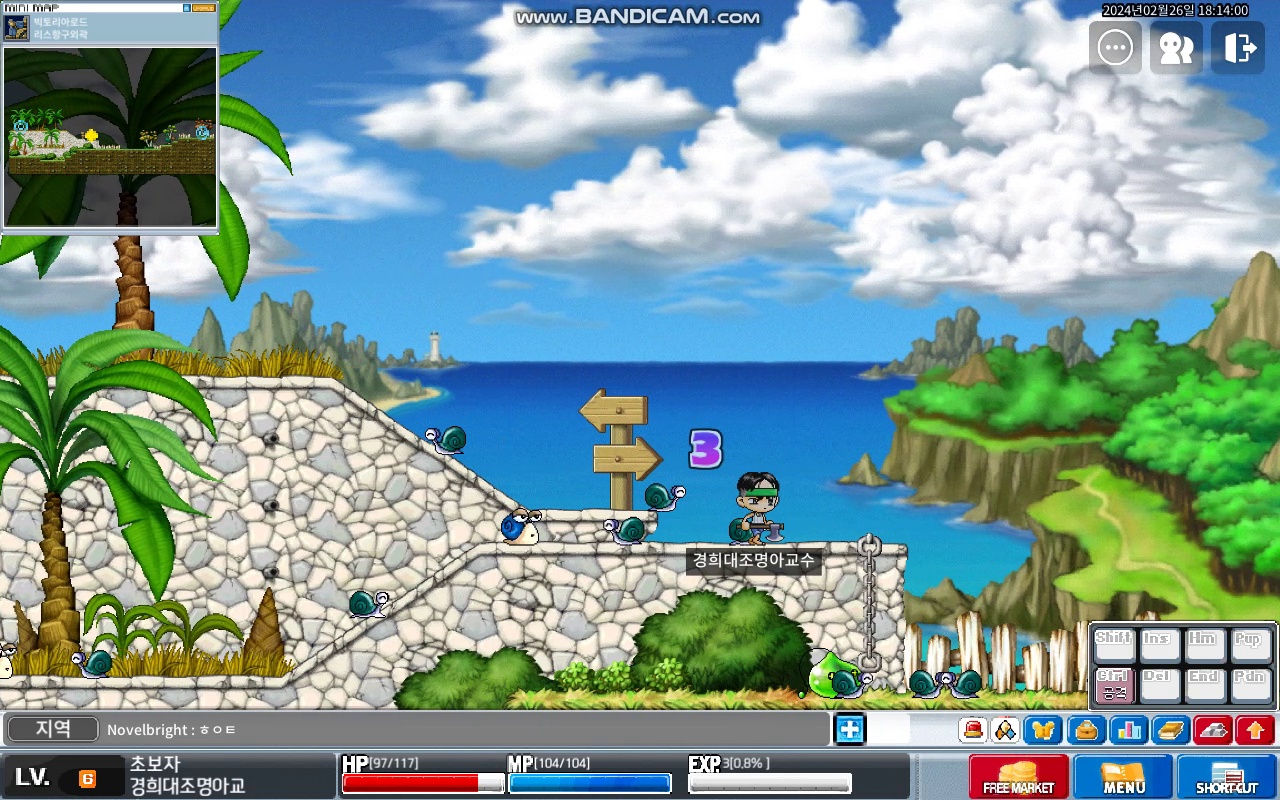 MINI MAP
WORLD
빅토리아로드
리스항구외곽
www.BANDICAM.com
2024년02월26일 18:14:00
3
경희대조명아교수
Shift Ins Hm Pup
Ctrl Del End Pdn
공격
지역 Novelbright : ㅎㅇㅌ
LV. 6
초보자
경희대조명아교
HP[97/117] MP[104/104] EXP 3[0.8% ]
FREE MARKET MENU SHORTCUT